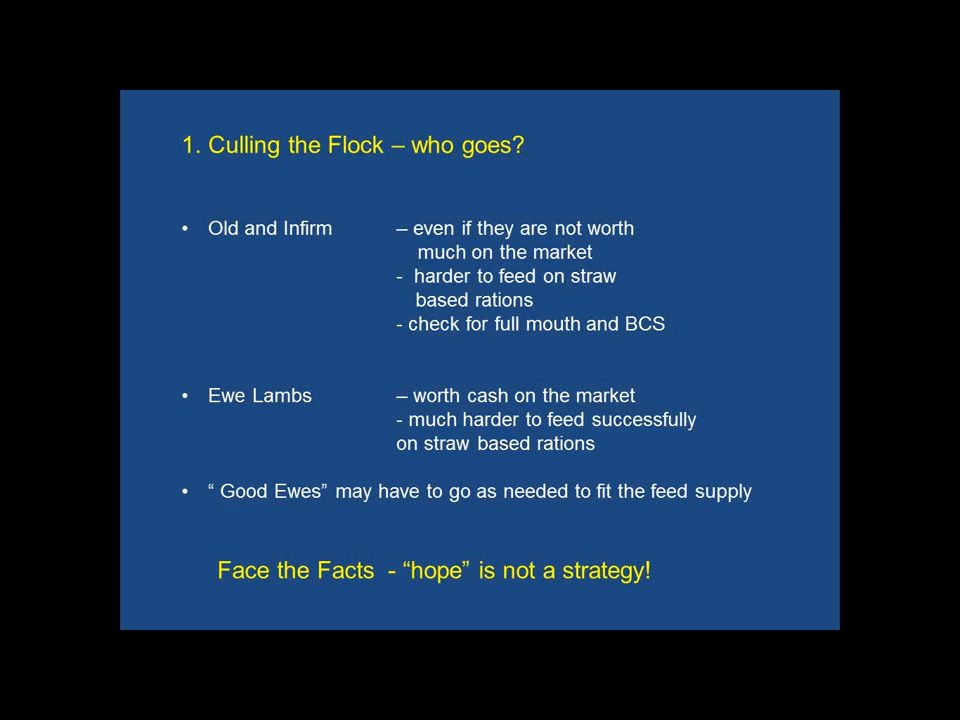 1. Culling the Flock – who goes?
• Old and Infirm – even if they are not worth
much on the market
- harder to feed on straw
based rations
- check for full mouth and BCS
• Ewe Lambs – worth cash on the market
- much harder to feed successfully
on straw based rations
• “ Good Ewes” may have to go as needed to fit the feed supply
Face the Facts - “hope” is not a strategy!